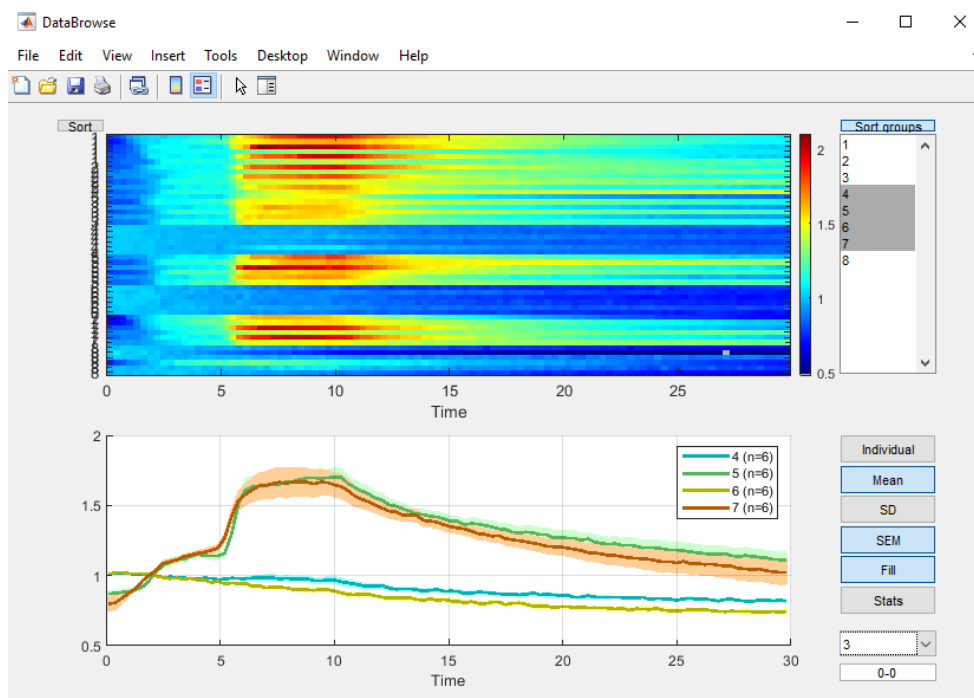 DataBrowse
File Edit View Insert Tools Desktop Window Help
Sort
Sort groups
1
2
3
4
5
6
7
8
2
1.5
1
0.5
0 5 10 15 20 25
Time
2
1.5
1
0.5
0 5 10 15 20 25 30
Time
4 (n=6)
5 (n=6)
6 (n=6)
7 (n=6)
Individual
Mean
SD
SEM
Fill
Stats
3
0-0